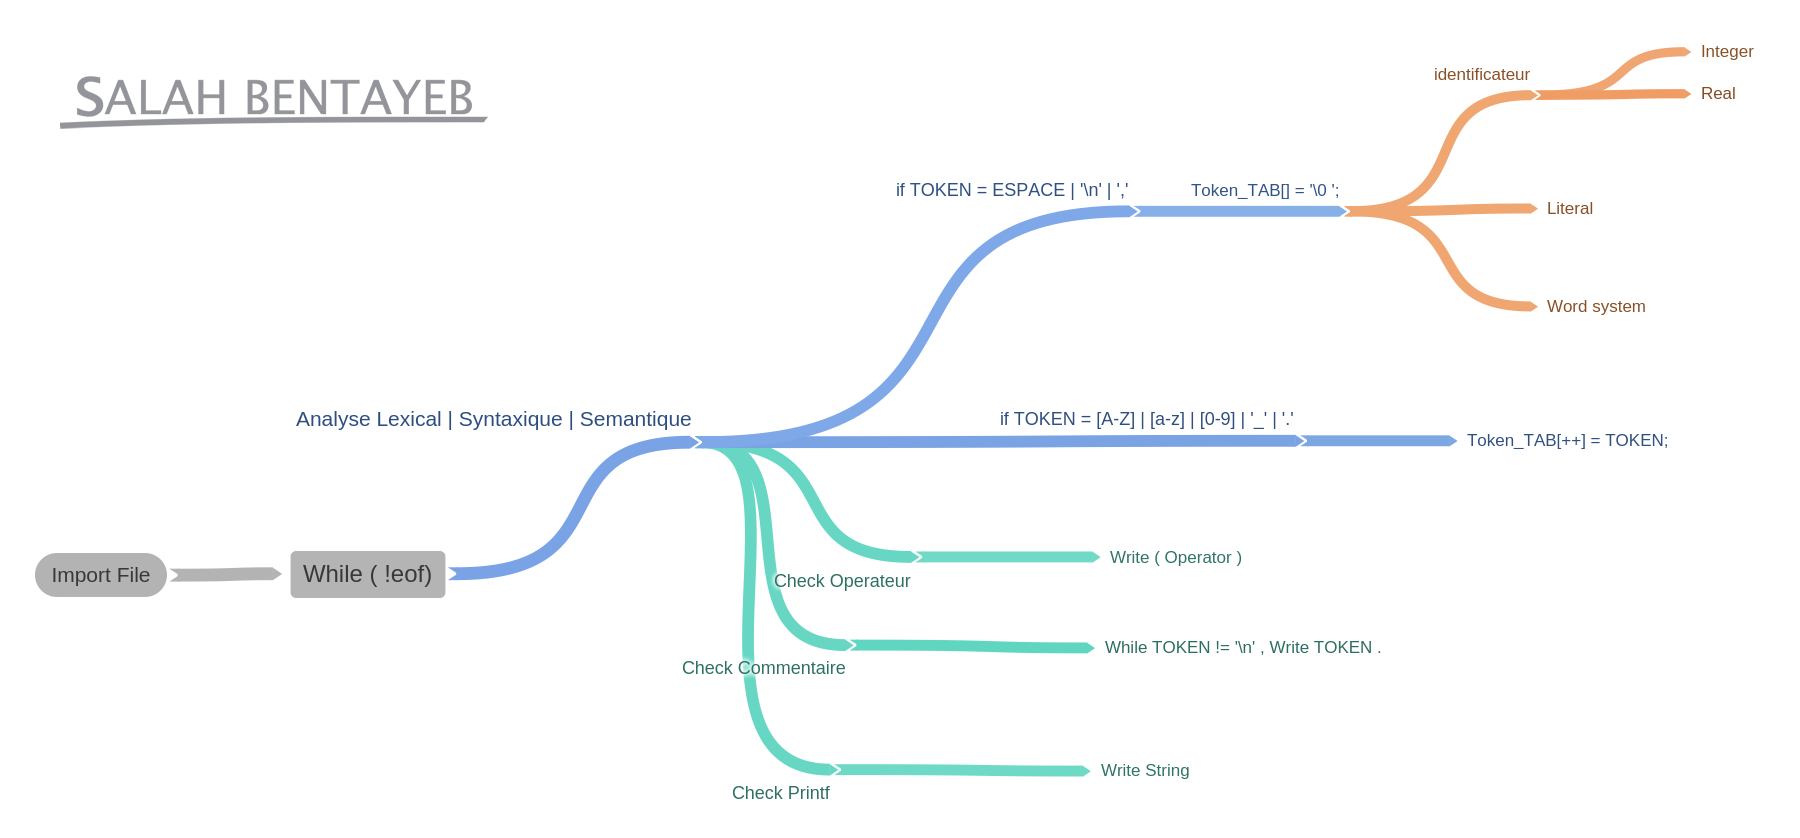 SALAH BENTAYEB
Import File
While ( !eof)
Analyse Lexical | Syntaxique | Semantique
if TOKEN = ESPACE | '\n' | ','
Token_TAB[] = '\0 ';
identificateur
Integer
Real
Literal
Word system
if TOKEN = [A-Z] | [a-z] | [0-9] | '_' | '.'
Token_TAB[++] = TOKEN;
Check Operateur
Write ( Operator )
Check Commentaire
While TOKEN != '\n' , Write TOKEN .
Check Printf
Write String